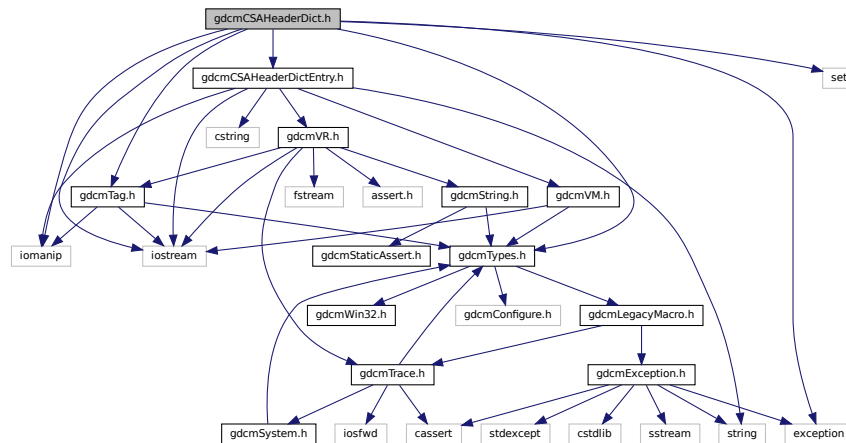 gdcmCSAHeaderDict.h
gdcmCSAHeaderDictEntry.h
set
cstring
gdcmVR.h
gdcmTag.h
fstream
assert.h
gdcmString.h
gdcmVM.h
iomanip
iostream
gdcmStaticAssert.h
gdcmTypes.h
gdcmWin32.h
gdcmConfigure.h
gdcmLegacyMacro.h
gdcmTrace.h
gdcmException.h
gdcmSystem.h
iosfwd
cassert
stdexcept
cstdlib
sstream
string
exception